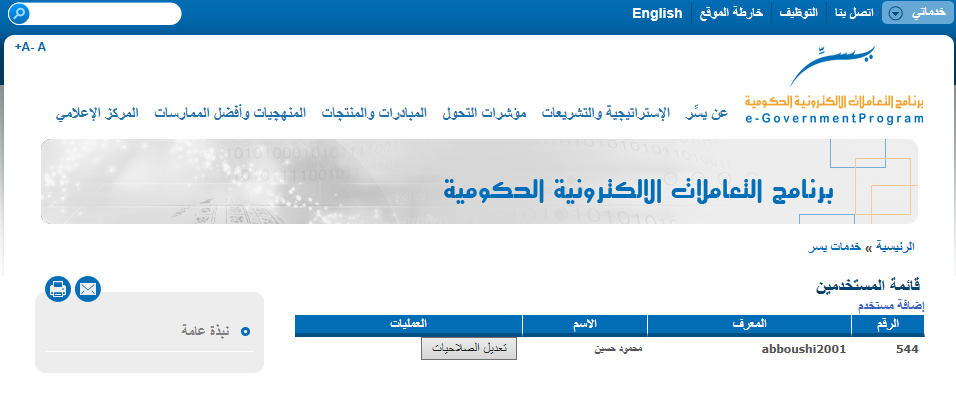 خدماتي اتصل بنا التوظيف خارطة الموقع English
+A- A
يسر
برنامج التعاملات الالكترونية الحكومية
e-GovernmentProgram
عن يسِّر الإستراتيجية والتشريعات مؤشرات التحول المبادرات والمنتجات المنهجيات وأفضل الممارسات المركز الإعلامي
برنامج التعاملات الالكترونية الحكومية
الرئيسية » خدمات يسر
قائمة المستخدمين
إضافة مستخدم
الرقم المعرف الاسم العمليات
544 abboushi2001 محمود حسين تعديل الصلاحيات
نبذة عامة